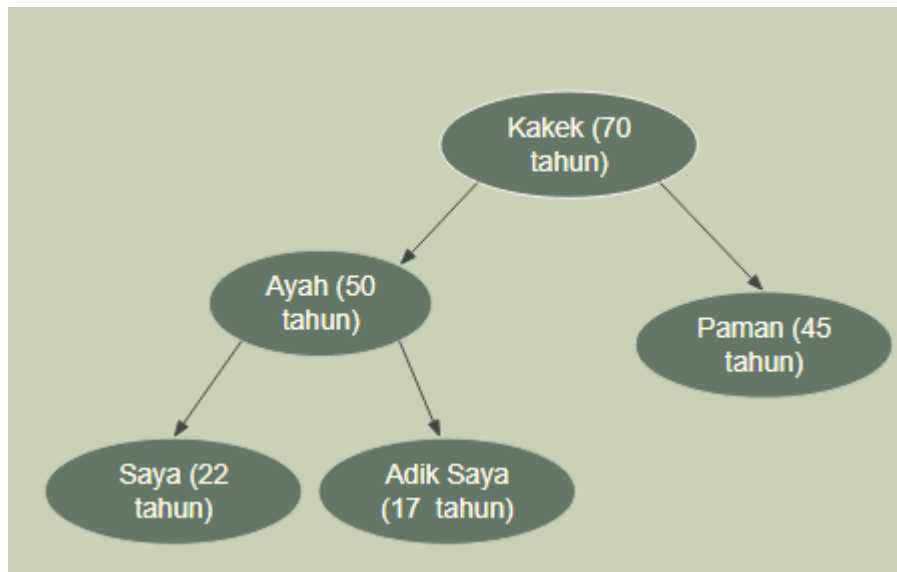 Kakek (70
tahun)
Ayah (50
tahun)
Paman (45
tahun)
Saya (22
tahun)
Adik Saya
(17  tahun)